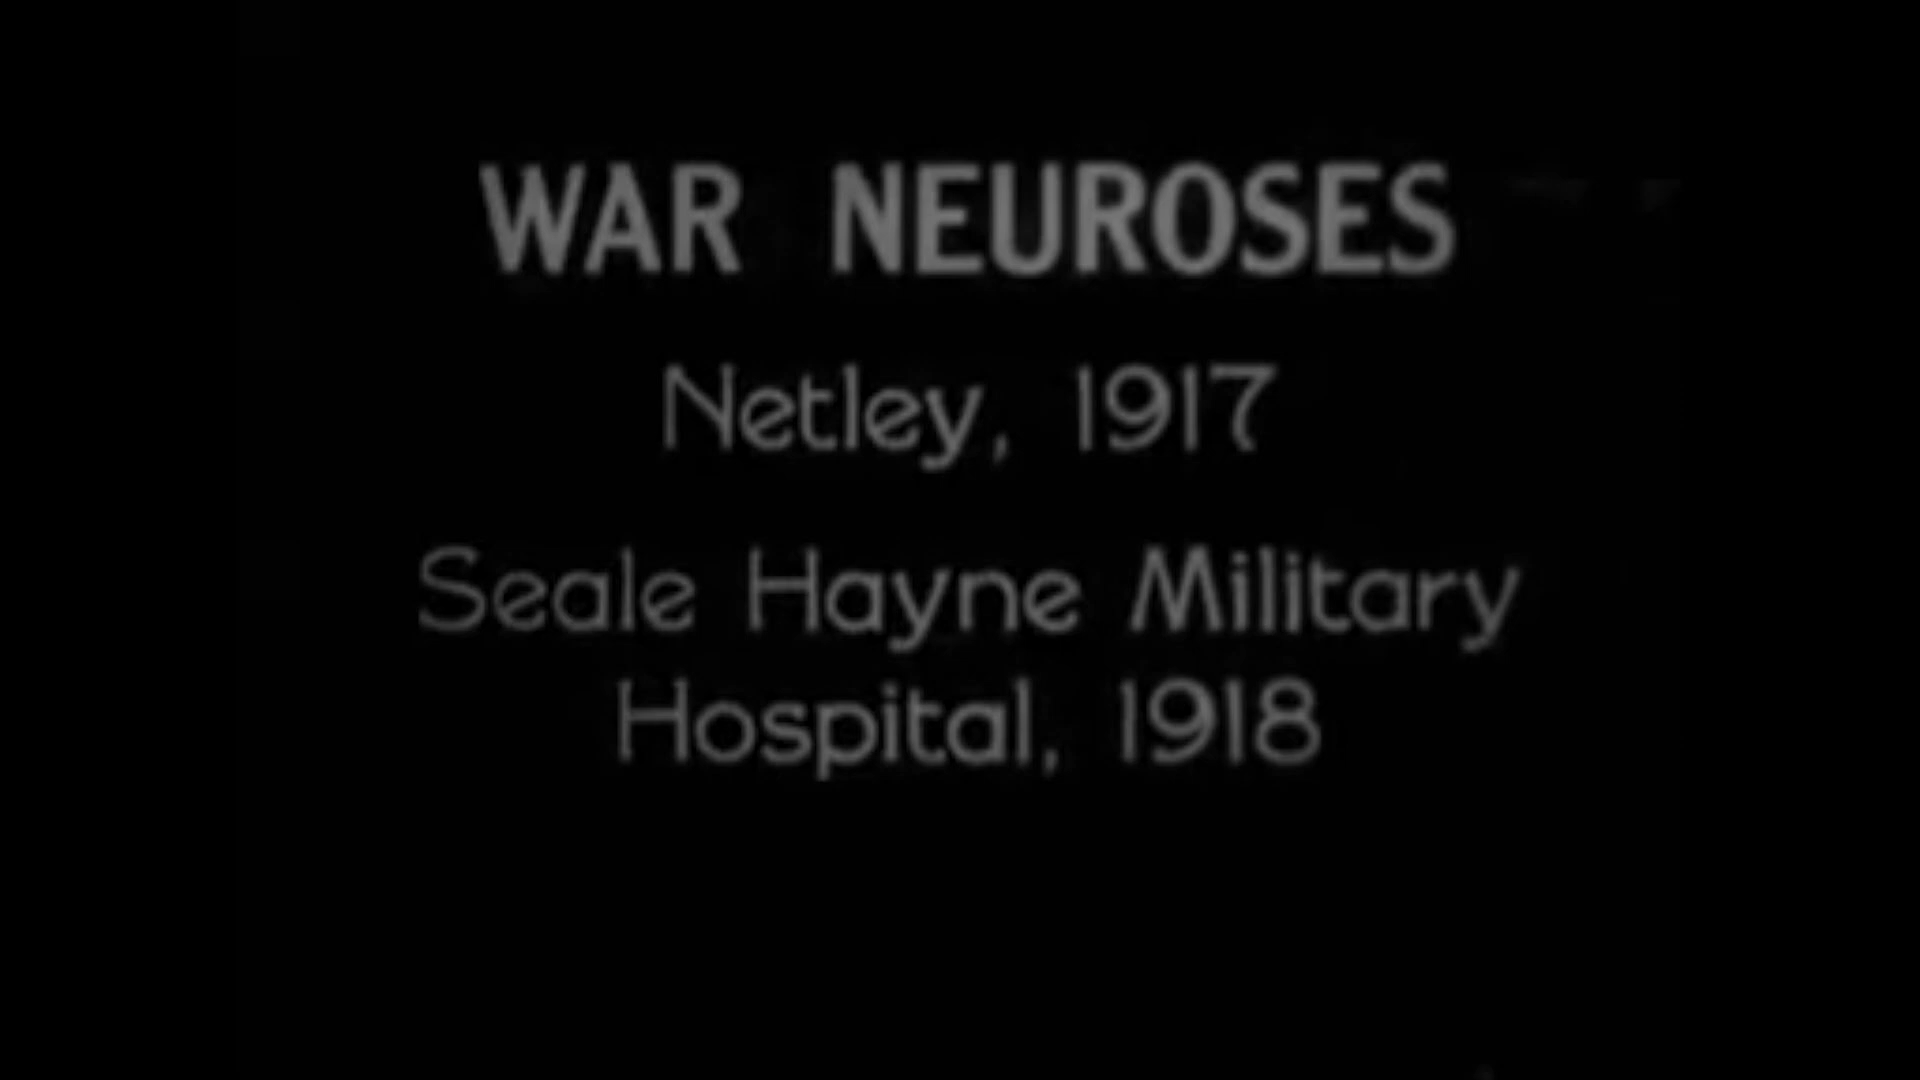 WAR NEUROSES
Netley, 1917
Seale Hayne Military
Hospital, 1918